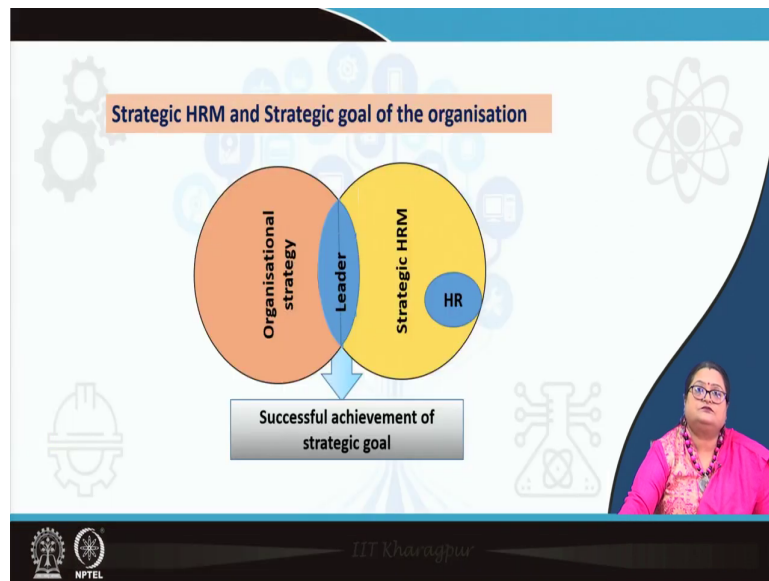 Strategic HRM and Strategic goal of the organisation
Organisational
strategy
Leader
Strategic HRM
HR
Successful achievement of
strategic goal
NPTEL
IIT Kharagpur